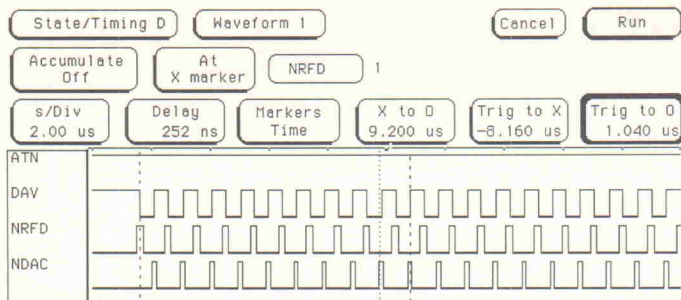 State/Timing D Waveform 1 Cancel Run
Accumulate Off At X marker NRFD 1
s/Div 2.00 us Delay 252 ns Markers Time X to O 9.200 us Trig to X -8.160 us Trig to O 1.040 us
ATN
DAV
NRFD
NDAC